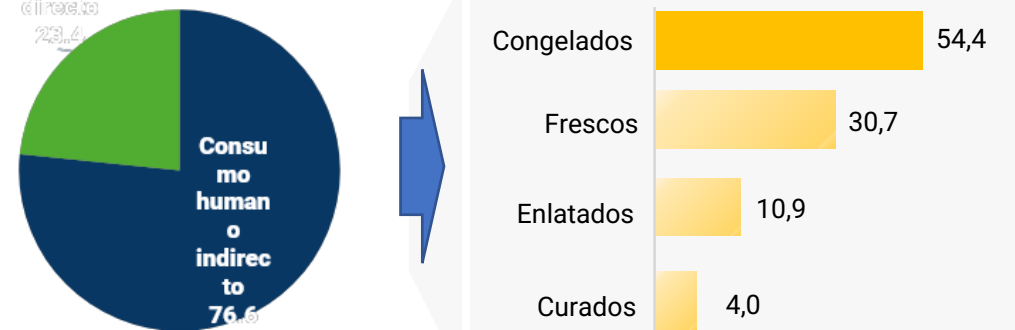 directo
23.4
Consu
mo
human
o
indirec
to
76.6
Congelados
54,4
Frescos
30,7
Enlatados
10,9
Curados
4,0